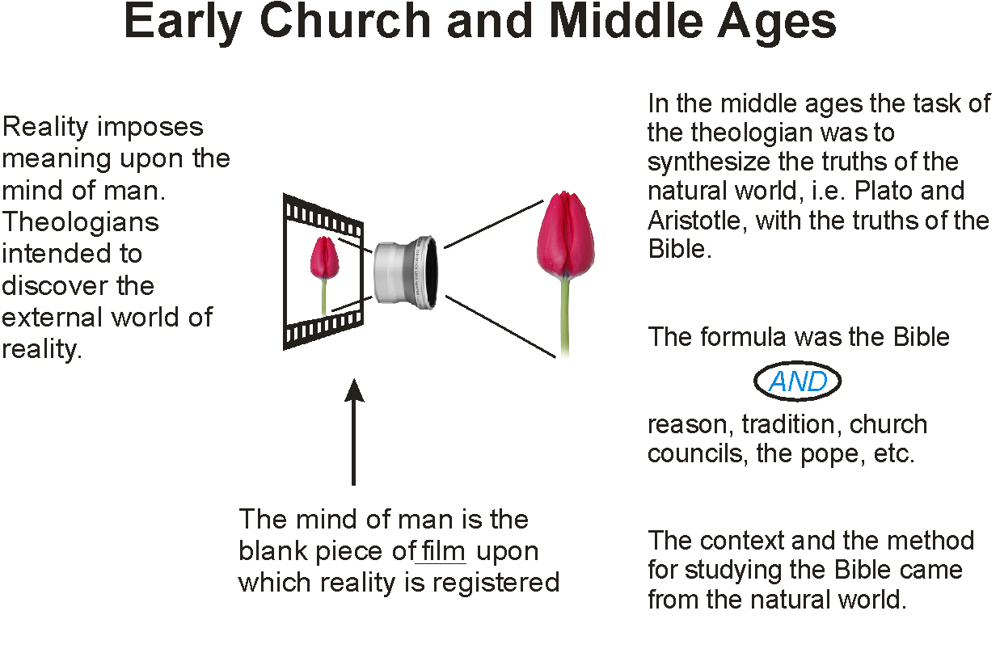 Early Church and Middle Ages
Reality imposes
meaning upon the
mind of man.
Theologians
intended to
discover the
external world of
reality.
The mind of man is the
blank piece of film upon
which reality is registered
In the middle ages the task of
the theologian was to
synthesize the truths of the
natural world, i.e. Plato and
Aristotle, with the truths of the
Bible.
The formula was the Bible
AND
reason, tradition, church
councils, the pope, etc.
The context and the method
for studying the Bible came
from the natural world.